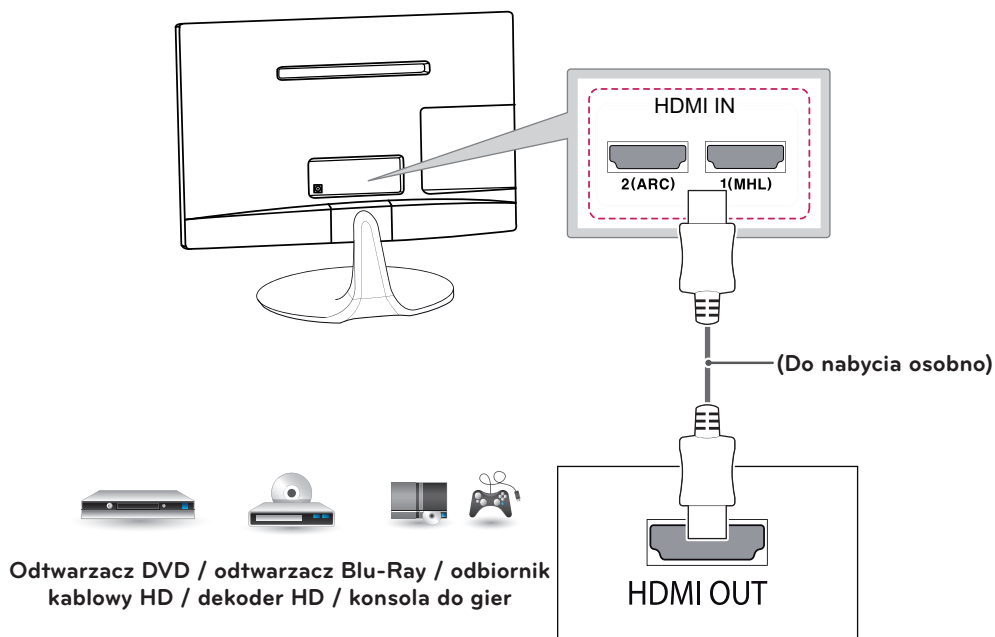 HDMI IN
2(ARC) 1(MHL)
(Do nabycia osobno)
Odtwarzacz DVD / odtwarzacz Blu-Ray / odbiornik
kablowy HD / dekoder HD / konsola do gier
HDMI OUT